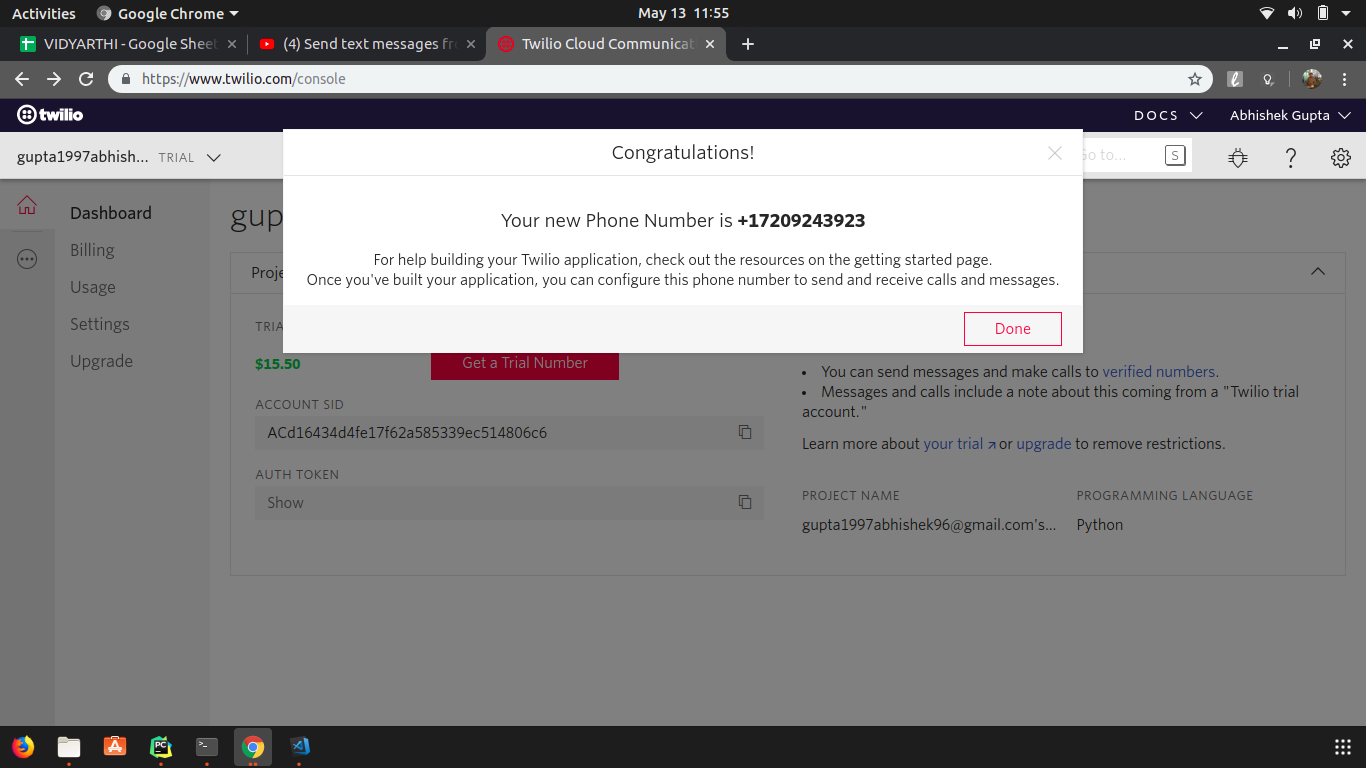 Activities Google Chrome May 13 11:55
VIDYARTHI - Google Sheet (4) Send text messages fr Twilio Cloud Communicat
https://www.twilio.com/console
twilio DOCS Abhishek Gupta
gupta1997abhish... TRIAL Go to... S
Congratulations!
Your new Phone Number is +17209243923
For help building your Twilio application, check out the resources on the getting started page.
Once you've built your application, you can configure this phone number to send and receive calls and messages.
Done
Dashboard
Billing
Usage
Settings
Upgrade
gup
Proje
TRIA
$15.50
Get a Trial Number
ACCOUNT SID
ACd16434d4fe17f62a585339ec514806c6
AUTH TOKEN
Show
• You can send messages and make calls to verified numbers.
• Messages and calls include a note about this coming from a "Twilio trial
account."
Learn more about your trial or upgrade to remove restrictions.
PROJECT NAME PROGRAMMING LANGUAGE
gupta1997abhishek96@gmail.com's... Python